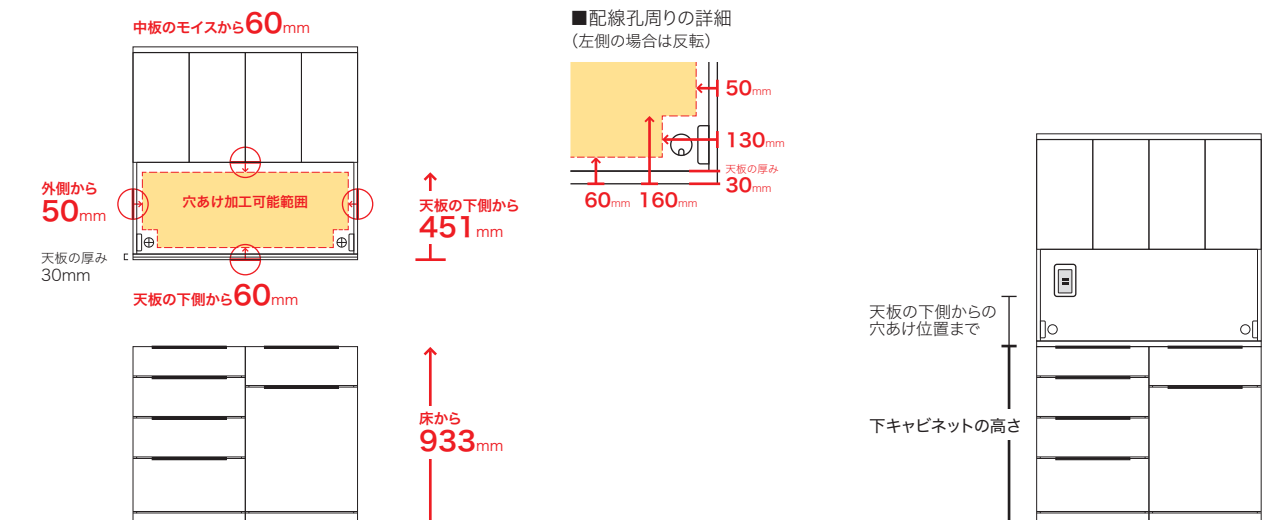 中板のモイスから60mm
外側から
50mm
穴あけ加工可能範囲
天板の下側から
451mm
天板の厚み
30mm
天板の下側から60mm
床から
933mm
■配線孔周りの詳細
（左側の場合は反転）
50mm
130mm
天板の厚み
30mm
60mm 160mm
天板の下側からの
穴あけ位置まで
下キャビネットの高さ